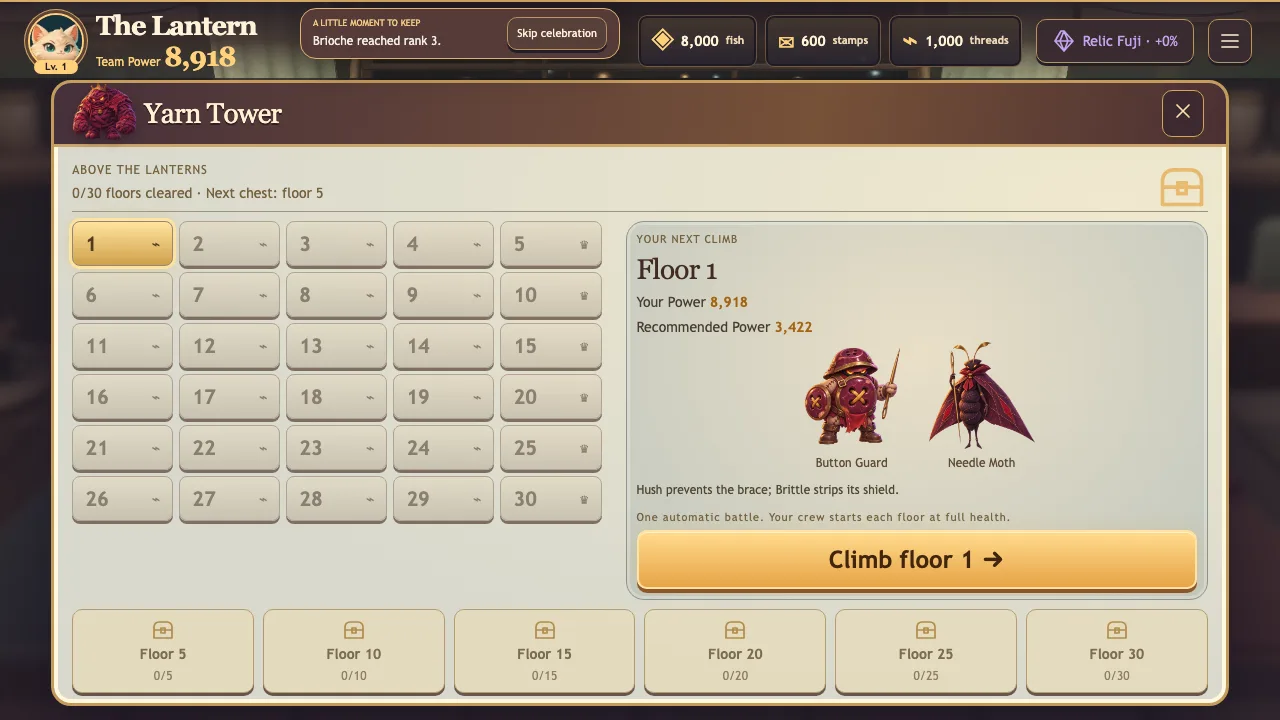 The Lantern
Team Power 8,918
Lv. 1
A LITTLE MOMENT TO KEEP
Brioche reached rank 3.
Skip celebration
8,000 fish
600 stamps
1,000 threads
Relic Fuji · +0%
Yarn Tower
ABOVE THE LANTERNS
0/30 floors cleared · Next chest: floor 5
1 2 3 4 5
6 7 8 9 10
11 12 13 14 15
16 17 18 19 20
21 22 23 24 25
26 27 28 29 30
YOUR NEXT CLIMB
Floor 1
Your Power 8,918
Recommended Power 3,422
Button Guard
Needle Moth
Hush prevents the brace; Brittle strips its shield.
One automatic battle. Your crew starts each floor at full health.
Climb floor 1 →
Floor 5
0/5
Floor 10
0/10
Floor 15
0/15
Floor 20
0/20
Floor 25
0/25
Floor 30
0/30